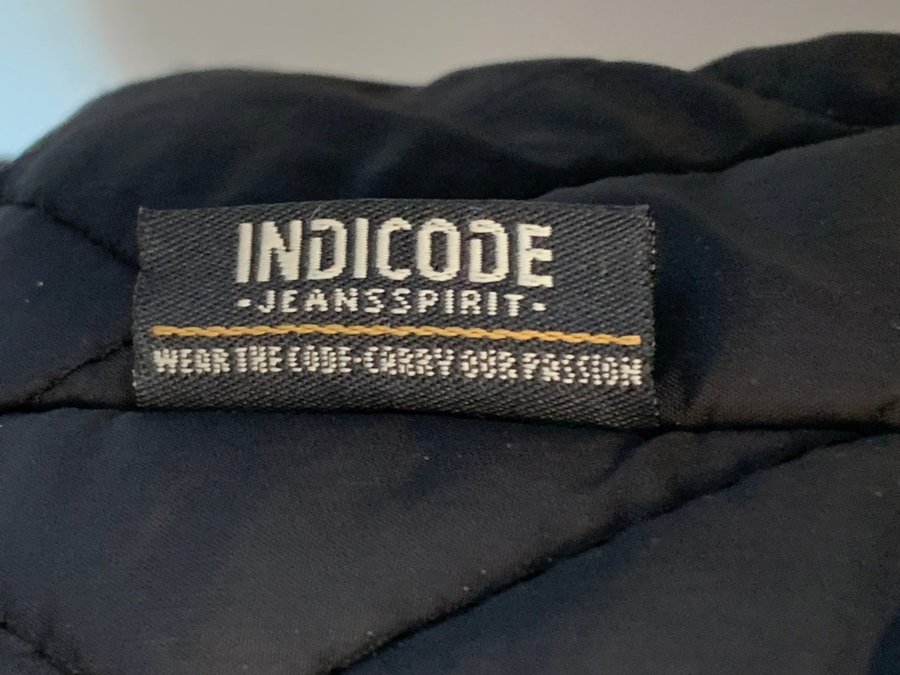 INDICODE
-JEANSSPIRIT-
WEAR THE CODE-CARRY OUR PASSION